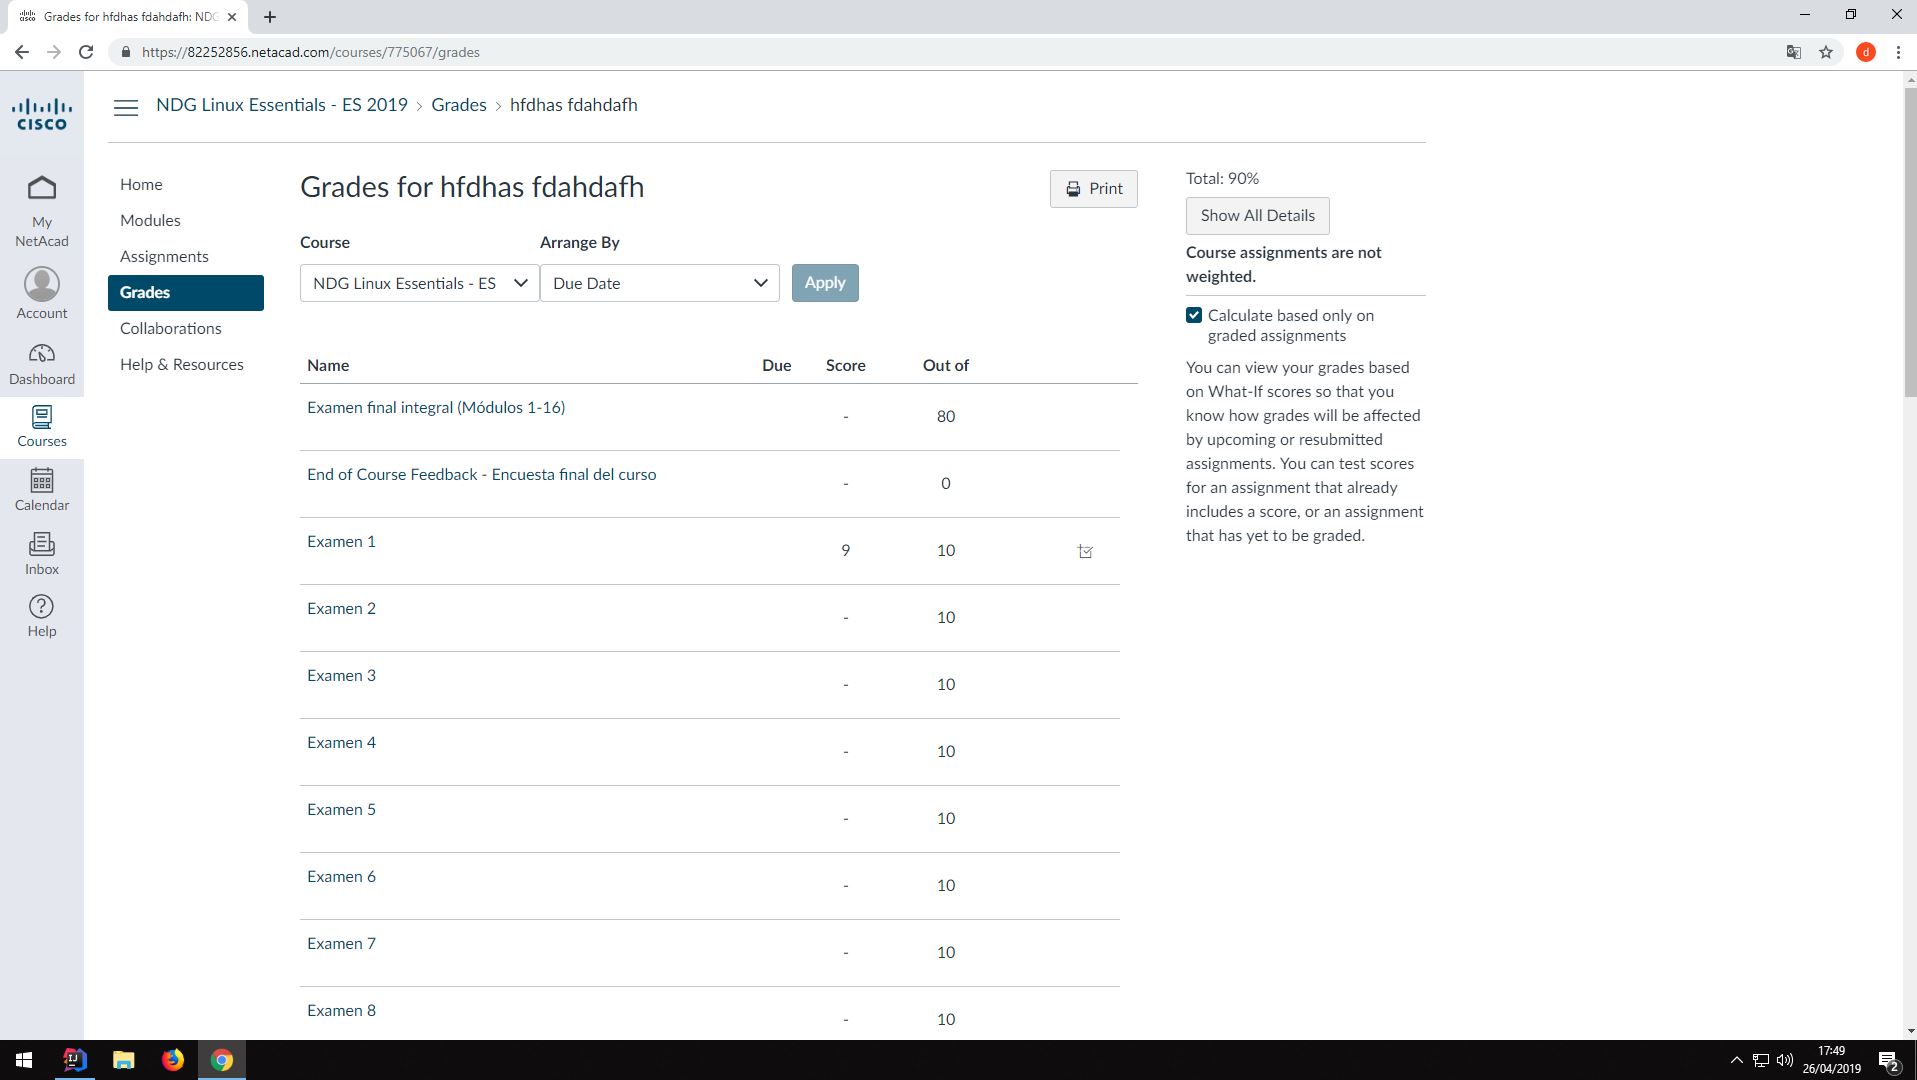 Grades for hfdhas fdahdafh: NDG
https://82252856.netacad.com/courses/775067/grades
d
CISCO
My NetAcad
Account
Dashboard
Courses
Calendar
Inbox
Help
NDG Linux Essentials - ES 2019 > Grades > hfdhas fdahdafh
Home
Modules
Assignments
Grades
Collaborations
Help & Resources
Grades for hfdhas fdahdafh
Print
Course Arrange By
NDG Linux Essentials - ES Due Date Apply
Name Due Score Out of
Examen final integral (Módulos 1-16) - 80
End of Course Feedback - Encuesta final del curso - 0
Examen 1 9 10
Examen 2 - 10
Examen 3 - 10
Examen 4 - 10
Examen 5 - 10
Examen 6 - 10
Examen 7 - 10
Examen 8 - 10
Total: 90%
Show All Details
Course assignments are not
weighted.
Calculate based only on
graded assignments
You can view your grades based
on What-If scores so that you
know how grades will be affected
by upcoming or resubmitted
assignments. You can test scores
for an assignment that already
includes a score, or an assignment
that has yet to be graded.
IJ
17:49
26/04/2019
2